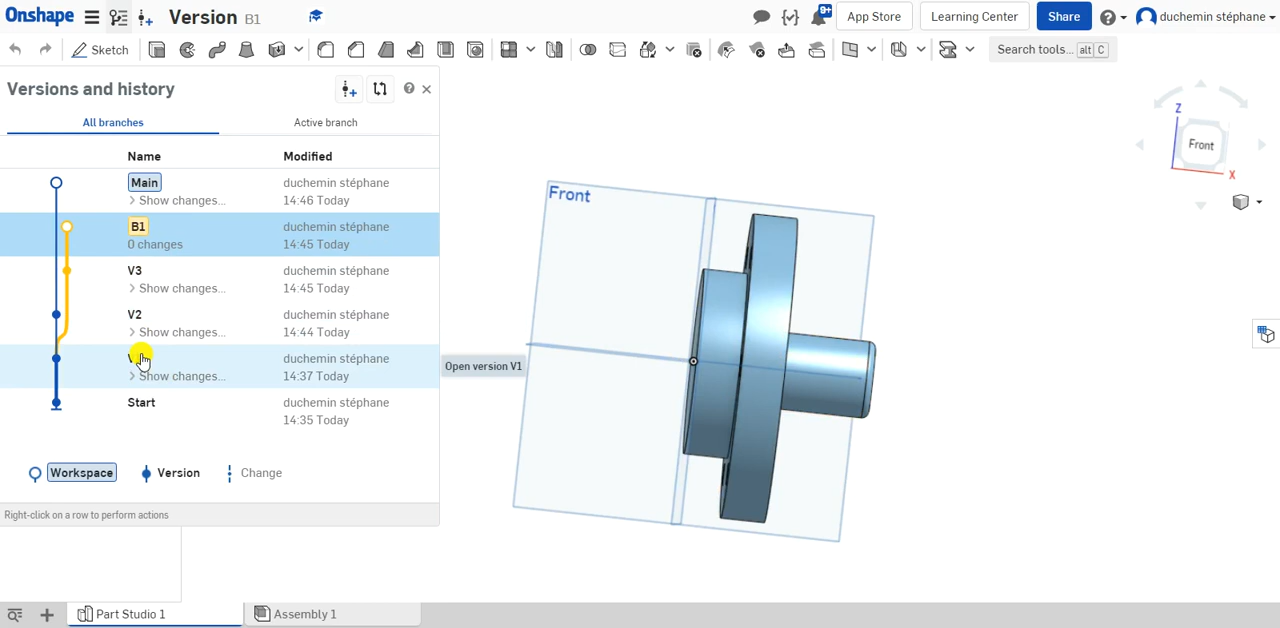 Onshape Version B1 9+ App Store Learning Center Share duchemin stéphane
Sketch Search tools... alt C
Versions and history
All branches Active branch
Name Modified
Main duchemin stéphane
Show changes... 14:46 Today
B1 duchemin stéphane
0 changes 14:45 Today
V3 duchemin stéphane
Show changes... 14:45 Today
V2 duchemin stéphane
Show changes... 14:44 Today
duchemin stéphane
Show changes... 14:37 Today
Open version V1
Start duchemin stéphane
14:35 Today
Workspace Version Change
Right-click on a row to perform actions
Front
Z
Front
X
Part Studio 1 Assembly 1